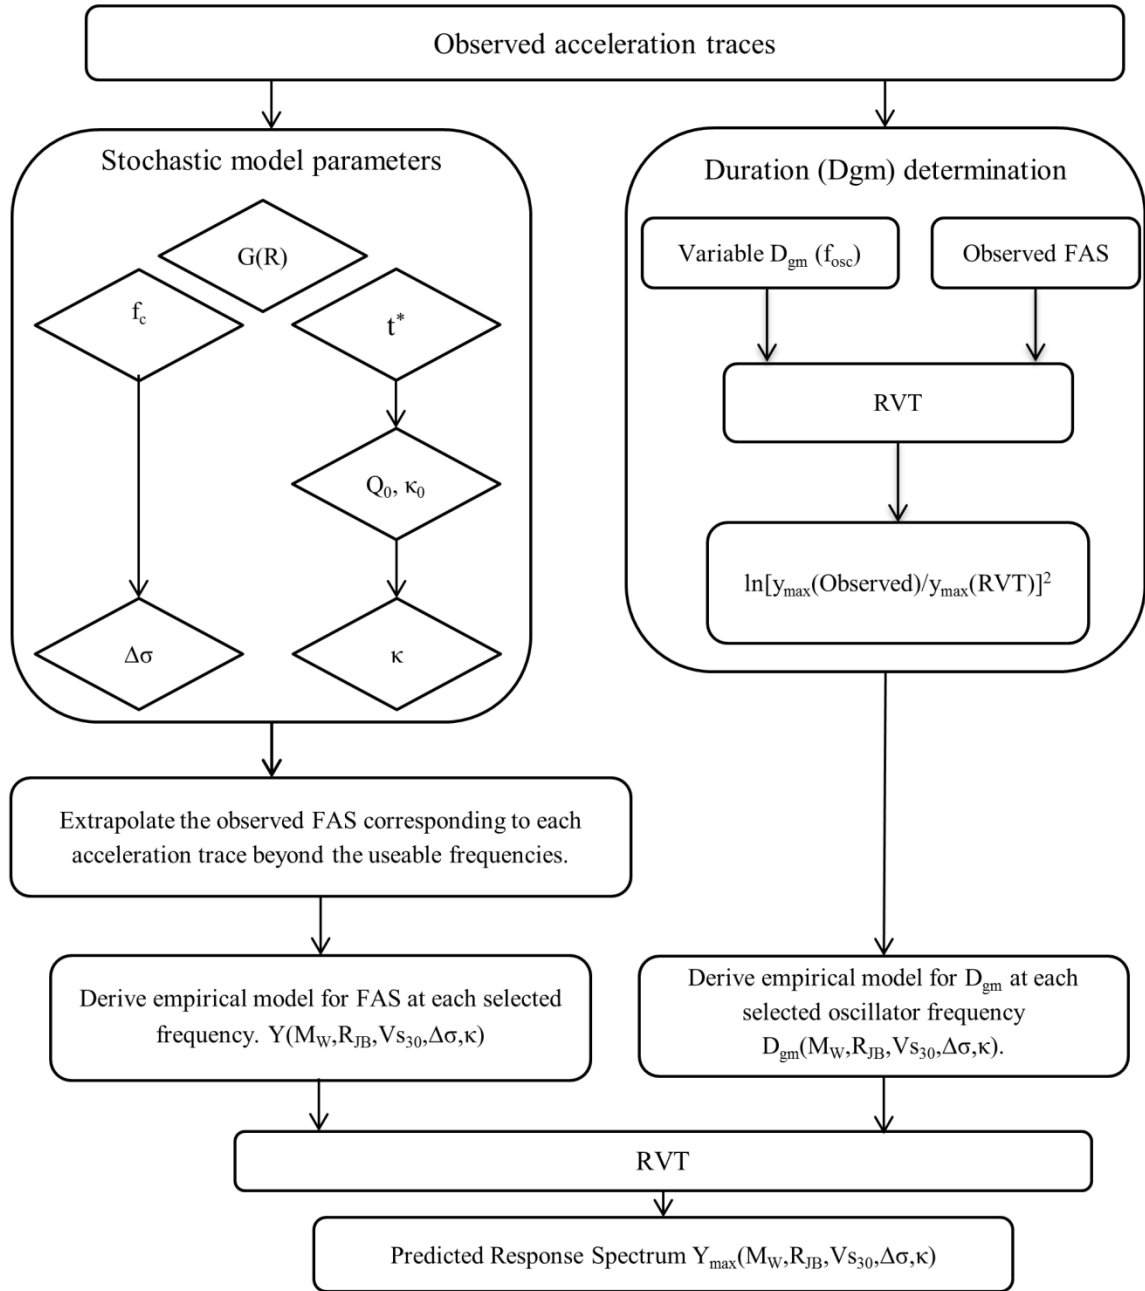 Observed acceleration traces
Stochastic model parameters
G(R)
f_c
t^*
Q_0, κ_0
Δσ
κ
Duration (Dgm) determination
Variable D_gm (f_osc)
Observed FAS
RVT
ln[y_max(Observed)/y_max(RVT)]^2
Extrapolate the observed FAS corresponding to each
acceleration trace beyond the useable frequencies.
Derive empirical model for FAS at each selected
frequency. Y(M_W,R_JB,Vs_30,Δσ,κ)
Derive empirical model for D_gm at each
selected oscillator frequency
D_gm(M_W,R_JB,Vs_30,Δσ,κ).
RVT
Predicted Response Spectrum Y_max(M_W,R_JB,Vs_30,Δσ,κ)